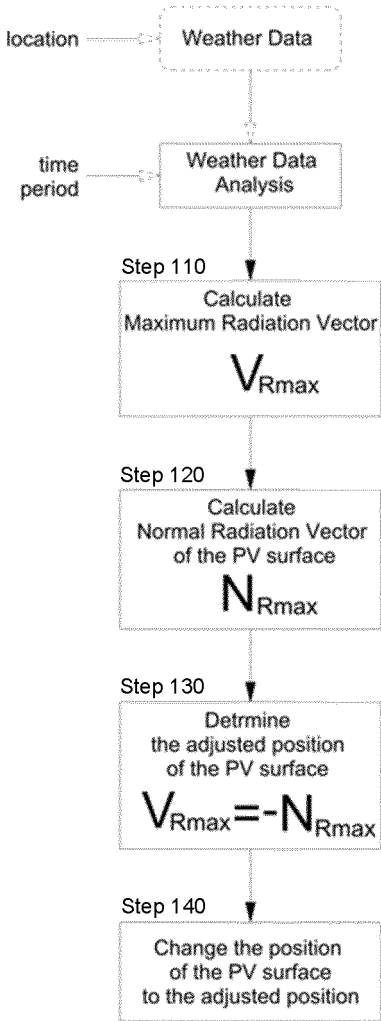 location
Weather Data
time
period
Weather Data
Analysis
Step 110
Calculate
Maximum Radiation Vector
VRmax
Step 120
Calculate
Normal Radiation Vector
of the PV surface
NRmax
Step 130
Detrmine
the adjusted position
of the PV surface
VRmax=-NRmax
Step 140
Change the position
of the PV surface
to the adjusted position